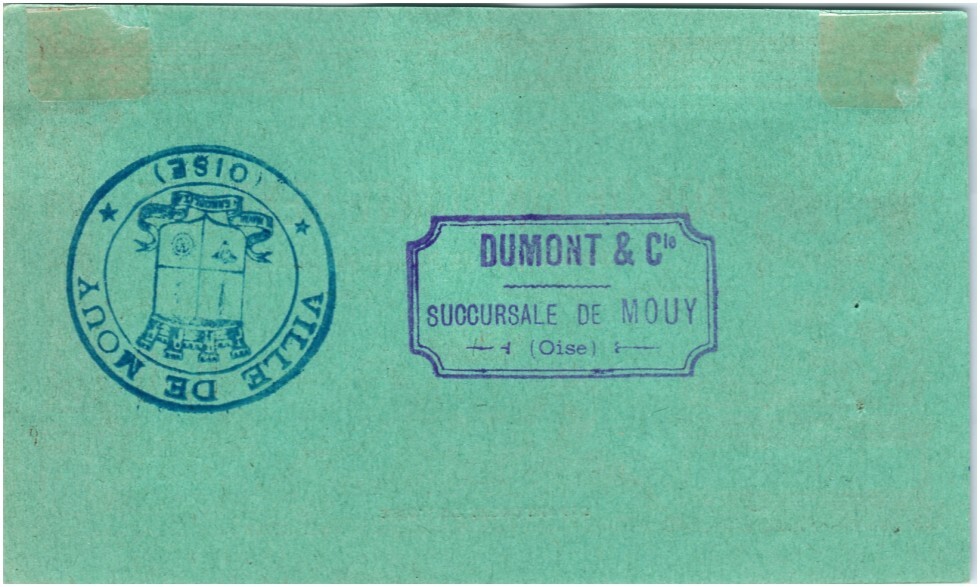 VILLE DE MOUY
(OISE)
DUMONT & Cie
SUCCURSALE DE MOUY
(Oise)